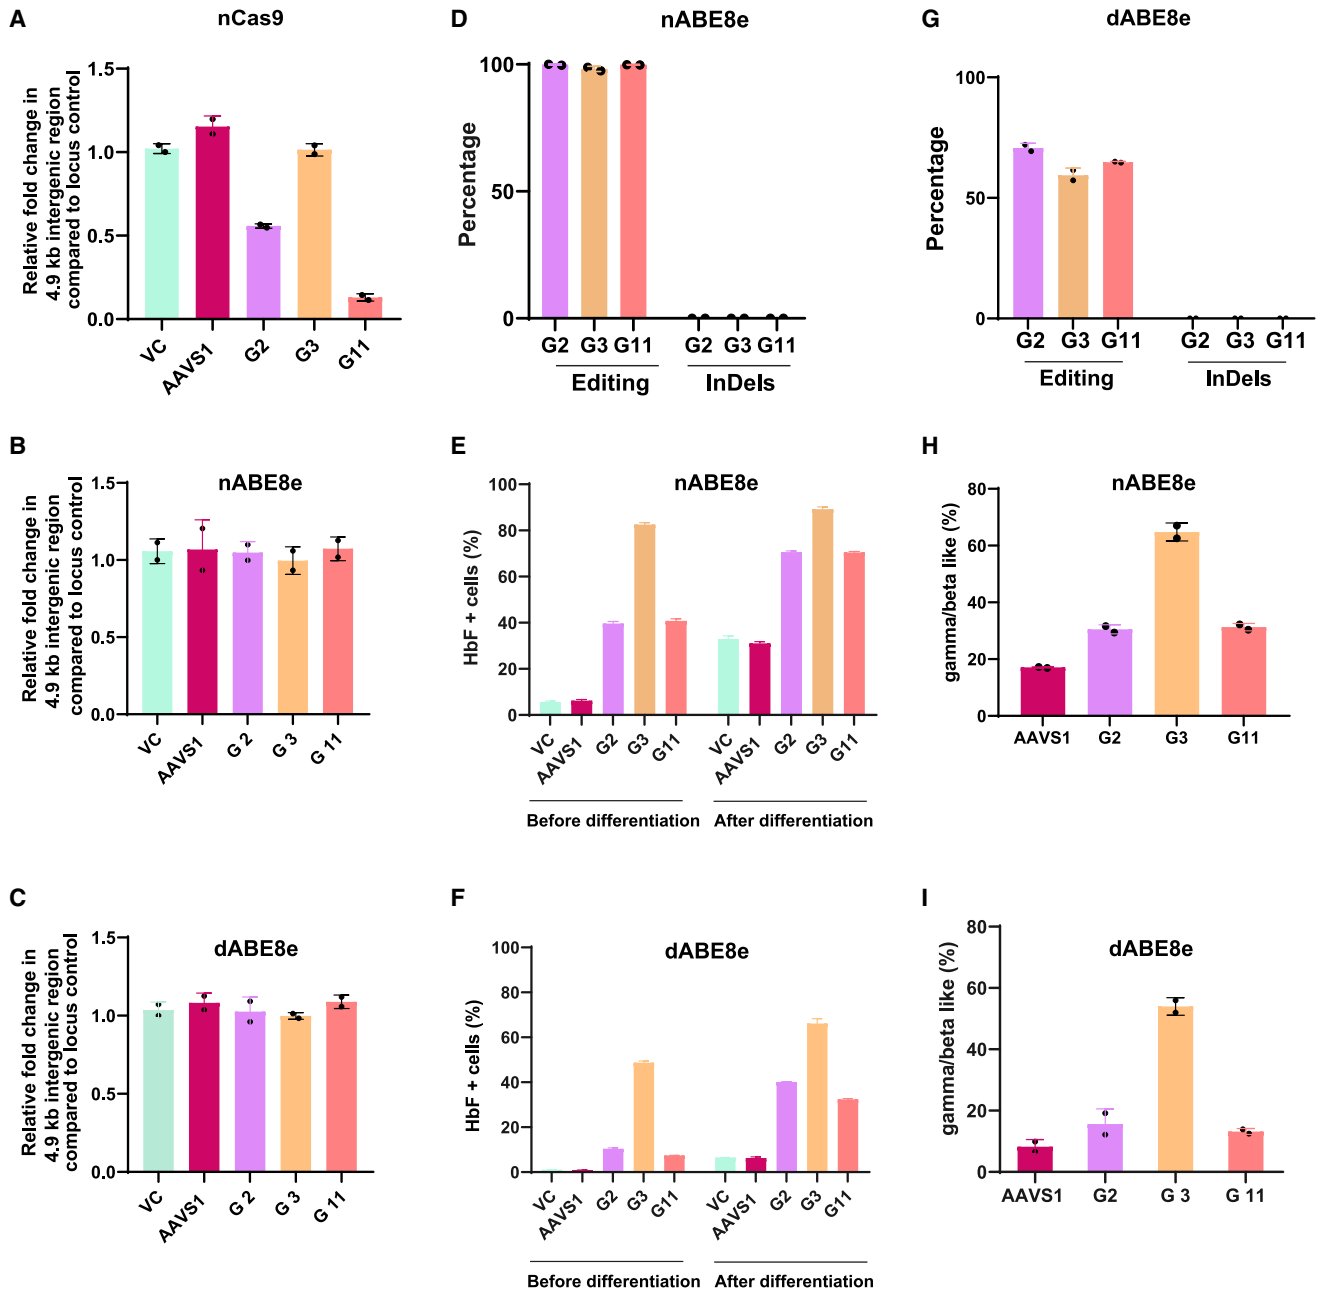 A
nCas9
Relative fold change in
4.9 kb intergenic region
compared to locus control
1.5
1.0
0.5
0.0
VC
AAVS1
G2
G3
G11
D
nABE8e
Percentage
100
50
0
G2 G3 G11
G2 G3 G11
Editing
InDels
G
dABE8e
Percentage
100
50
0
G2 G3 G11
G2 G3 G11
Editing
InDels
B
nABE8e
Relative fold change in
4.9 kb intergenic region
compared to locus control
1.5
1.0
0.5
0.0
VC
AAVS1
G 2
G 3
G 11
E
nABE8e
HbF + cells (%)
100
80
60
40
20
0
VC
AAVS1
G2
G3
G11
VC
AAVS1
G2
G3
G11
Before differentiation
After differentiation
H
nABE8e
gamma/beta like (%)
80
60
40
20
0
AAVS1
G2
G3
G11
C
dABE8e
Relative fold change in
4.9 kb intergenic region
compared to locus control
1.5
1.0
0.5
0.0
VC
AAVS1
G 2
G 3
G 11
F
dABE8e
HbF + cells (%)
100
80
60
40
20
0
VC
AAVS1
G2
G3
G11
VC
AAVS1
G2
G3
G11
Before differentiation
After differentiation
I
dABE8e
gamma/beta like (%)
80
60
40
20
0
AAVS1
G2
G 3
G 11